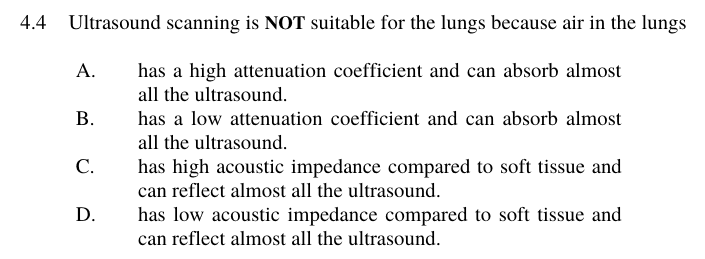 4.4 Ultrasound scanning is NOT suitable for the lungs because air in the lungs
A. has a high attenuation coefficient and can absorb almost
all the ultrasound.
B. has a low attenuation coefficient and can absorb almost
all the ultrasound.
C. has high acoustic impedance compared to soft tissue and
can reflect almost all the ultrasound.
D. has low acoustic impedance compared to soft tissue and
can reflect almost all the ultrasound.